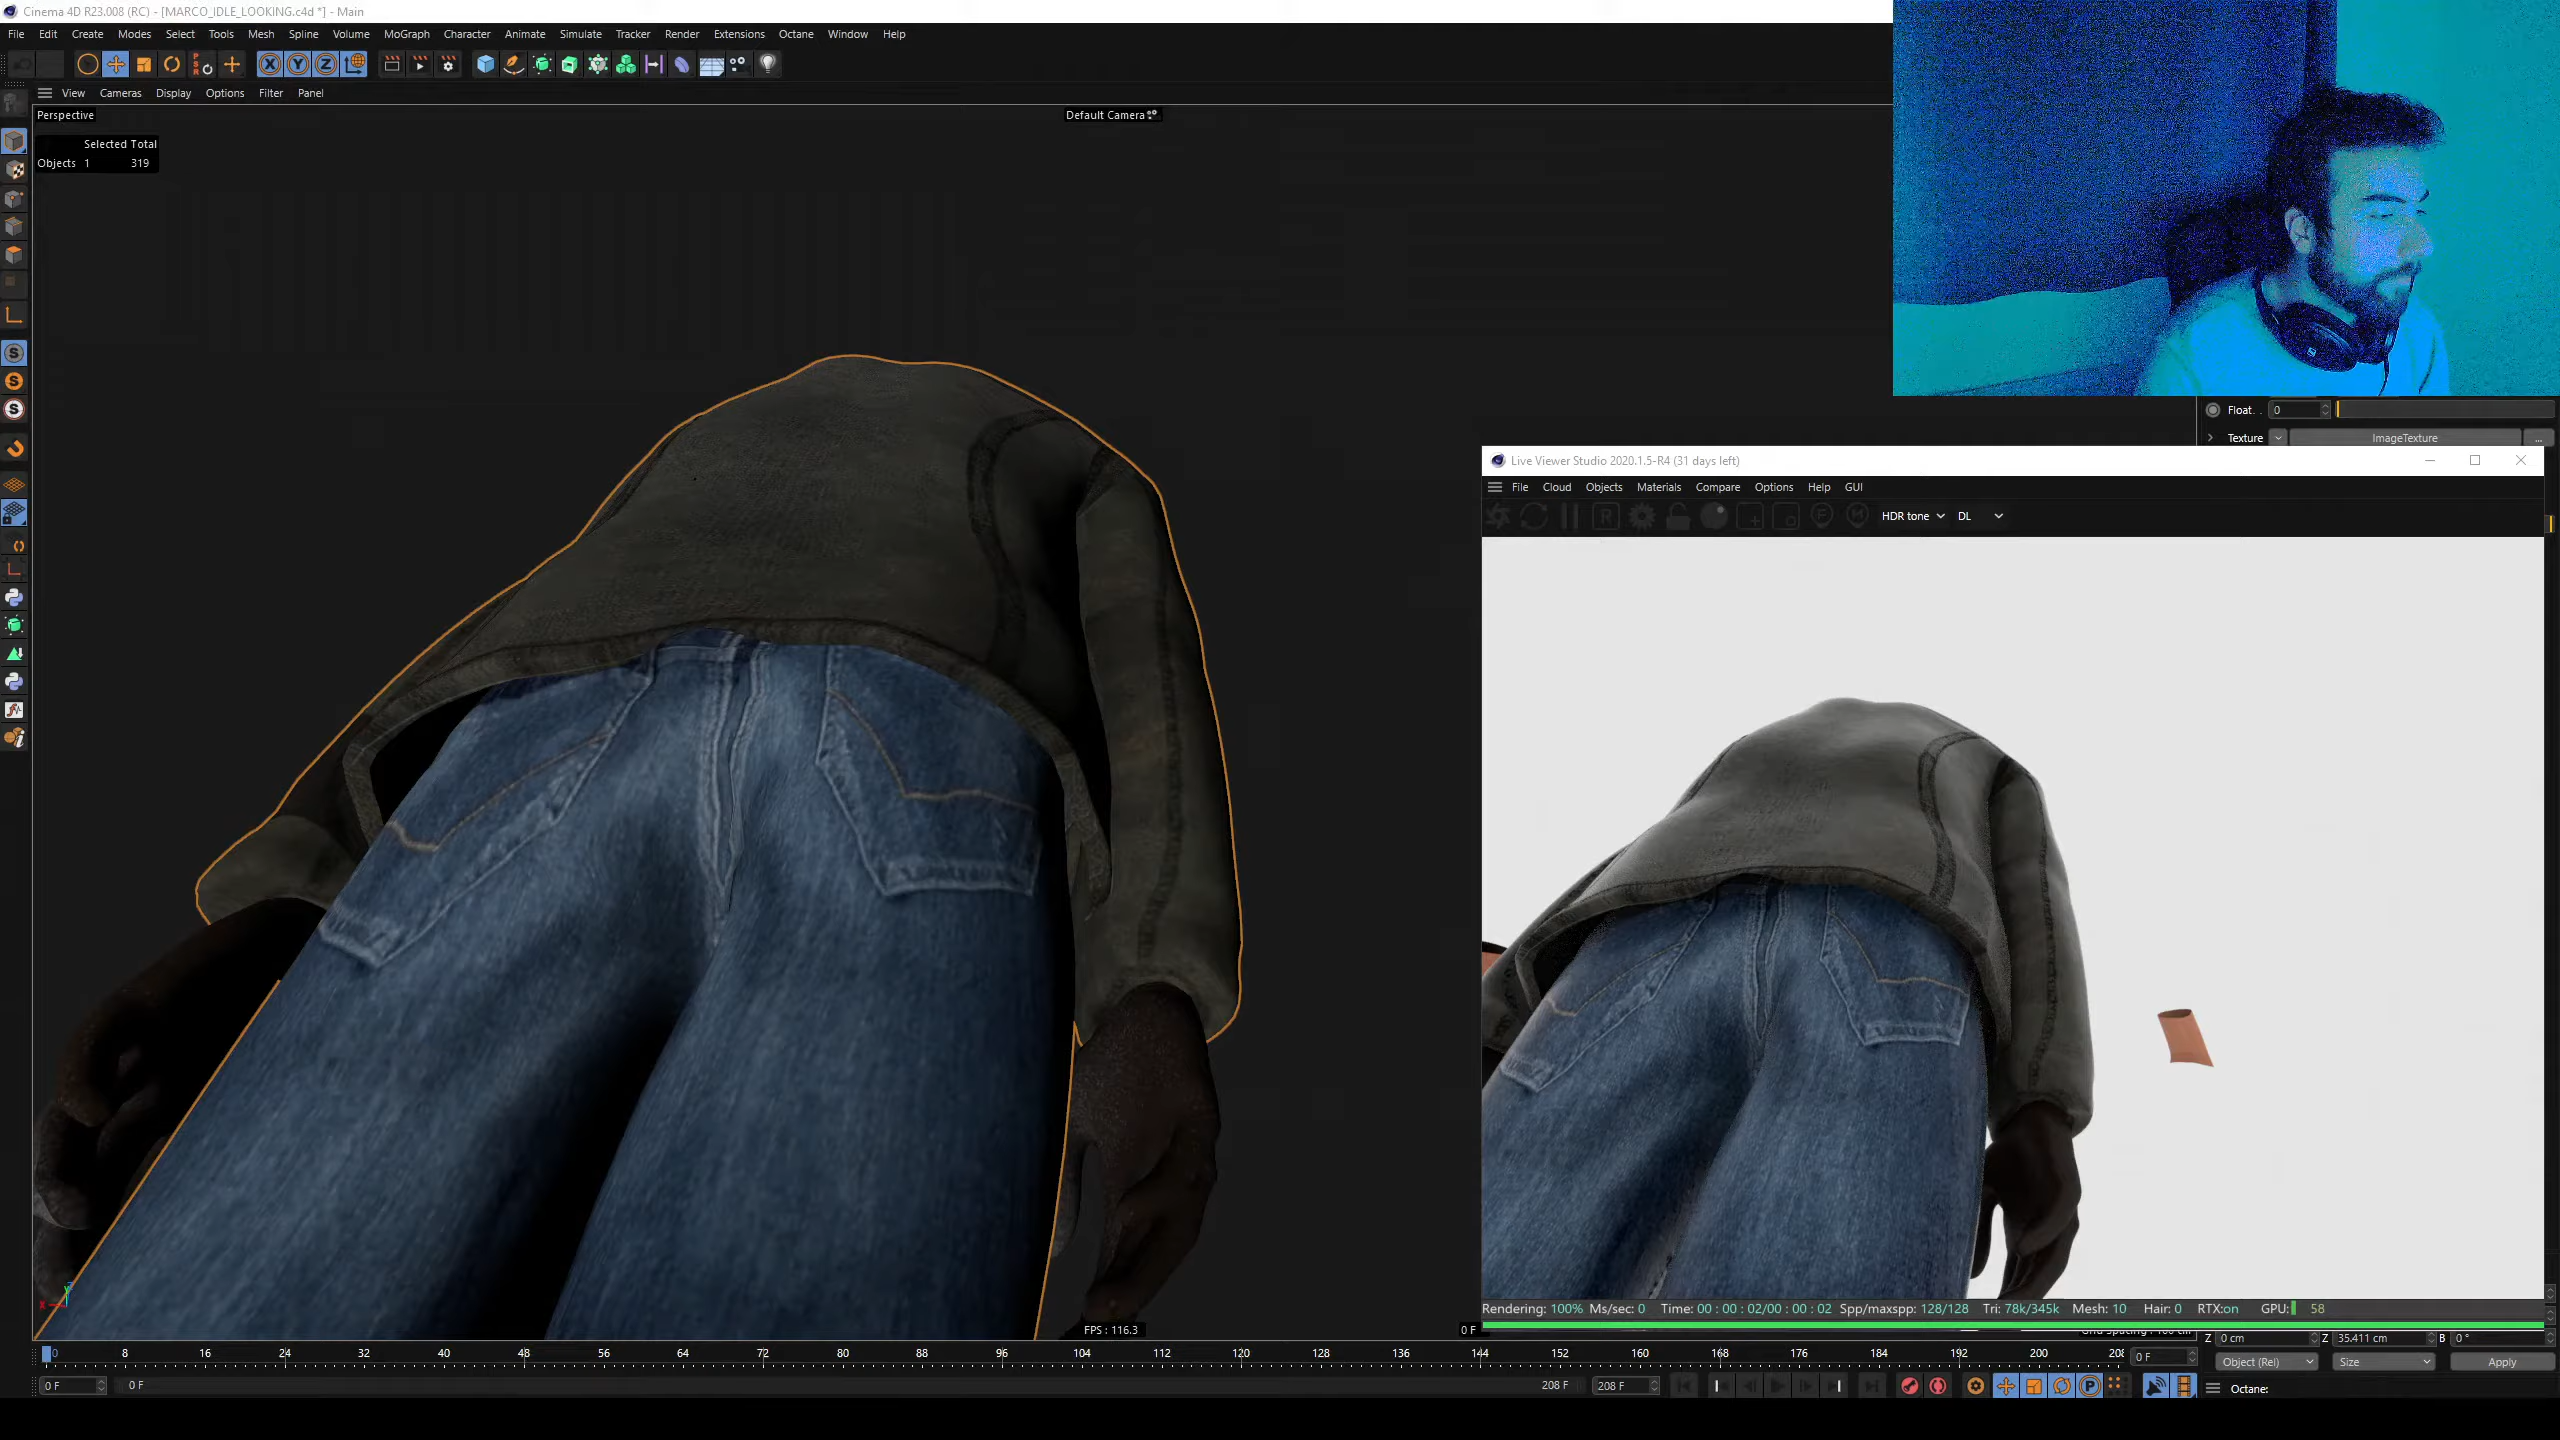 Cinema 4D R23.008 (RC) - [MARCO_IDLE_LOOKING.c4d *] - Main
File Edit Create Modes Select Tools Mesh Spline Volume MoGraph Character Animate Simulate Tracker Render Extensions Octane Window Help
View Cameras Display Options Filter Panel
Perspective
Default Camera
Selected Total
Objects 1 319
Float. . 0
Texture ImageTexture ...
Live Viewer Studio 2020.1.5-R4 (31 days left)
File Cloud Objects Materials Compare Options Help GUI
HDR tone DL
Rendering: 100% Ms/sec: 0 Time: 00 : 00 : 02/00 : 00 : 02 Spp/maxspp: 128/128 Tri: 78k/345k Mesh: 10 Hair: 0 RTX:on GPU: 58
FPS : 116.3
0 F
Z 0 cm Z 35.411 cm B 0 °
0 8 16 24 32 40 48 56 64 72 80 88 96 104 112 120 128 136 144 152 160 168 176 184 192 200 208
0 F
Object (Rel) Size Apply
0 F 0 F 208 F 208 F
Octane: